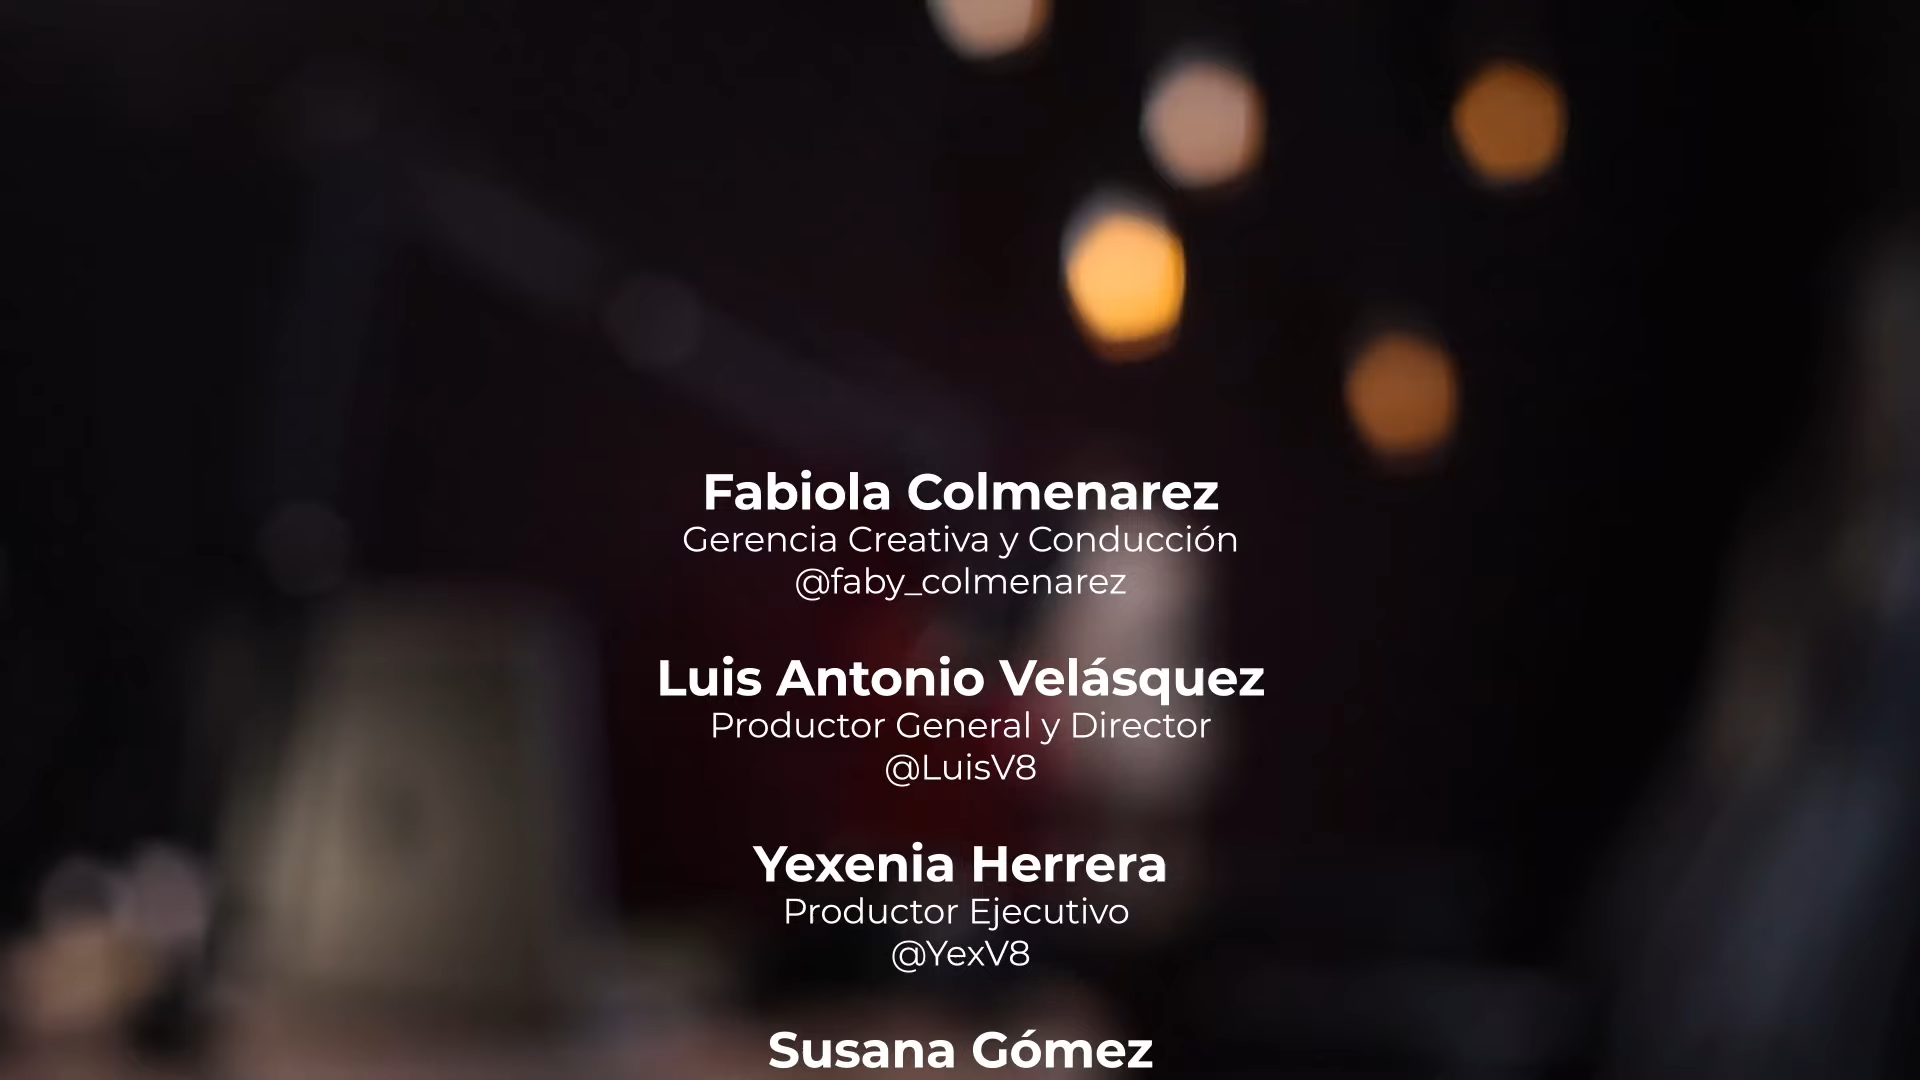 Fabiola Colmenarez
Gerencia Creativa y Conducción
@faby_colmenarez
Luis Antonio Velásquez
Productor General y Director
@LuisV8
Yexenia Herrera
Productor Ejecutivo
@YexV8
Susana Gómez